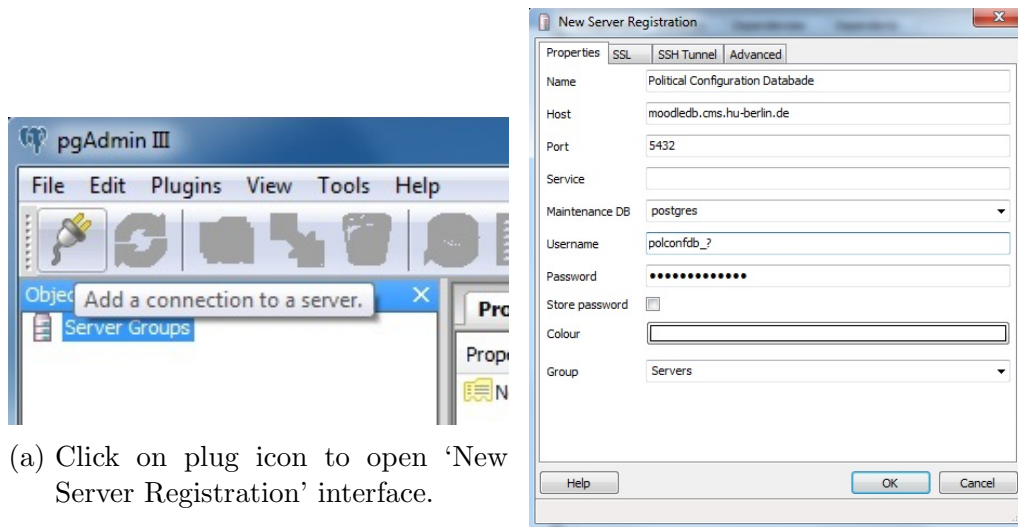 pgAdmin III
File Edit Plugins View Tools Help
Objec
Add a connection to a server.
Server Groups
Pro
Prop
N
(a) Click on plug icon to open ‘New
Server Registration’ interface.
New Server Registration
Properties SSL SSH Tunnel Advanced
Name Political Configuration Databade
Host moodledb.cms.hu-berlin.de
Port 5432
Service
Maintenance DB postgres
Username polconfdb_?
Password •••••••••••••
Store password
Colour
Group Servers
Help OK Cancel